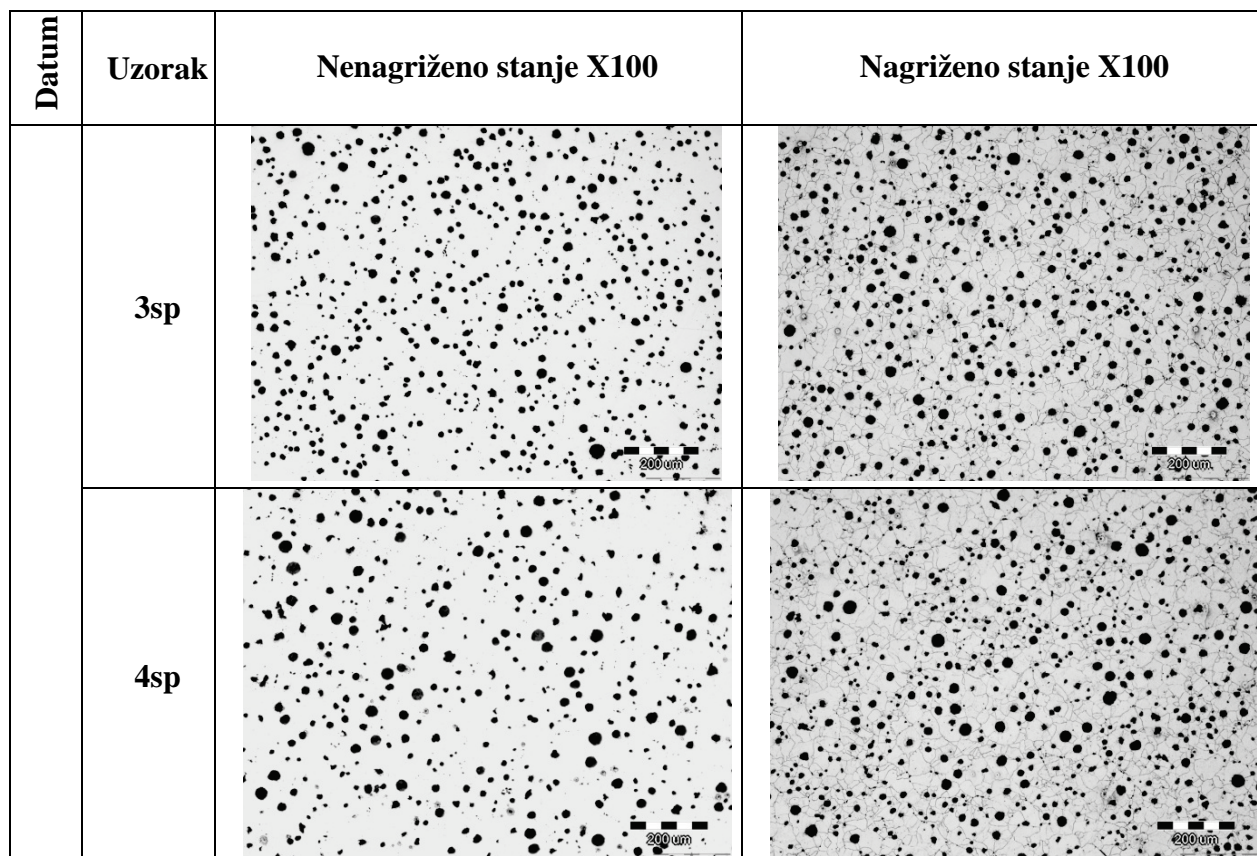 Datum
Uzorak
Nenagriženo stanje X100
Nagriženo stanje X100
3sp
200 um
200 um
4sp
200 um
200 um